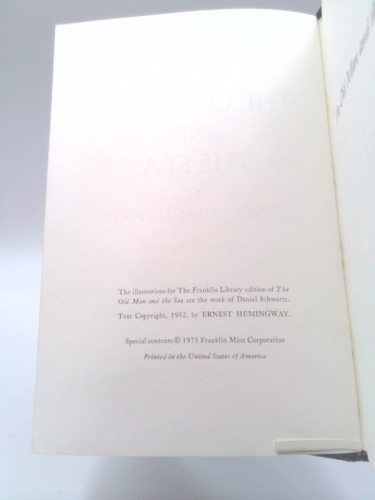 The illustrations for The Franklin Library edition of The
Old Man and the Sea are the work of Daniel Schwartz.
Text Copyright, 1952, by ERNEST HEMINGWAY.
Special contents © 1975 Franklin Mint Corporation
Printed in the United States of America